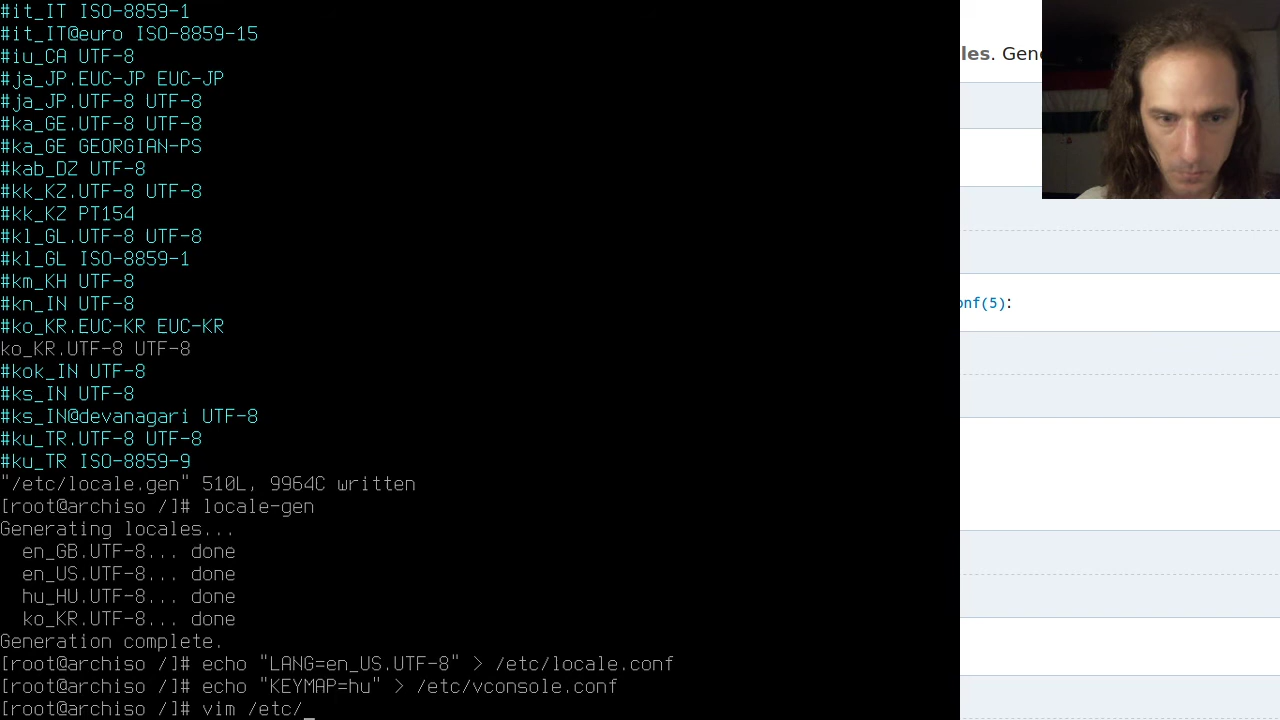 #it_IT ISO-8859-1
#it_IT@euro ISO-8859-15
#iu_CA UTF-8
#ja_JP.EUC-JP EUC-JP
#ja_JP.UTF-8 UTF-8
#ka_GE.UTF-8 UTF-8
#ka_GE GEORGIAN-PS
#kab_DZ UTF-8
#kk_KZ.UTF-8 UTF-8
#kk_KZ PT154
#kl_GL.UTF-8 UTF-8
#kl_GL ISO-8859-1
#km_KH UTF-8
#kn_IN UTF-8
#ko_KR.EUC-KR EUC-KR
ko_KR.UTF-8 UTF-8
#kok_IN UTF-8
#ks_IN UTF-8
#ks_IN@devanagari UTF-8
#ku_TR.UTF-8 UTF-8
#ku_TR ISO-8859-9
"/etc/locale.gen" 510L, 9964C written
[root@archiso /]# locale-gen
Generating locales...
  en_GB.UTF-8... done
  en_US.UTF-8... done
  hu_HU.UTF-8... done
  ko_KR.UTF-8... done
Generation complete.
[root@archiso /]# echo "LANG=en_US.UTF-8" > /etc/locale.conf
[root@archiso /]# echo "KEYMAP=hu" > /etc/vconsole.conf
[root@archiso /]# vim /etc/_
les. Gene
onf(5):